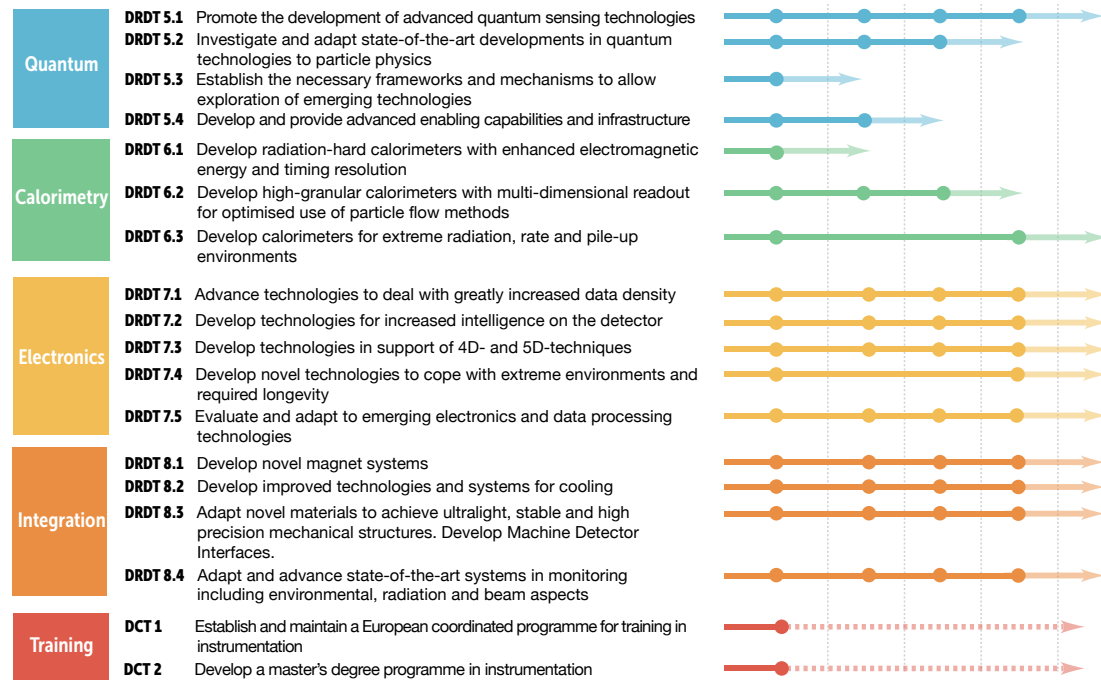 Quantum
DRDT 5.1 Promote the development of advanced quantum sensing technologies
DRDT 5.2 Investigate and adapt state-of-the-art developments in quantum
technologies to particle physics
DRDT 5.3 Establish the necessary frameworks and mechanisms to allow
exploration of emerging technologies
DRDT 5.4 Develop and provide advanced enabling capabilities and infrastructure
Calorimetry
DRDT 6.1 Develop radiation-hard calorimeters with enhanced electromagnetic
energy and timing resolution
DRDT 6.2 Develop high-granular calorimeters with multi-dimensional readout
for optimised use of particle flow methods
DRDT 6.3 Develop calorimeters for extreme radiation, rate and pile-up
environments
Electronics
DRDT 7.1 Advance technologies to deal with greatly increased data density
DRDT 7.2 Develop technologies for increased intelligence on the detector
DRDT 7.3 Develop technologies in support of 4D- and 5D-techniques
DRDT 7.4 Develop novel technologies to cope with extreme environments and
required longevity
DRDT 7.5 Evaluate and adapt to emerging electronics and data processing
technologies
Integration
DRDT 8.1 Develop novel magnet systems
DRDT 8.2 Develop improved technologies and systems for cooling
DRDT 8.3 Adapt novel materials to achieve ultralight, stable and high
precision mechanical structures. Develop Machine Detector
Interfaces.
DRDT 8.4 Adapt and advance state-of-the-art systems in monitoring
including environmental, radiation and beam aspects
Training
DCT 1 Establish and maintain a European coordinated programme for training in
instrumentation
DCT 2 Develop a master's degree programme in instrumentation